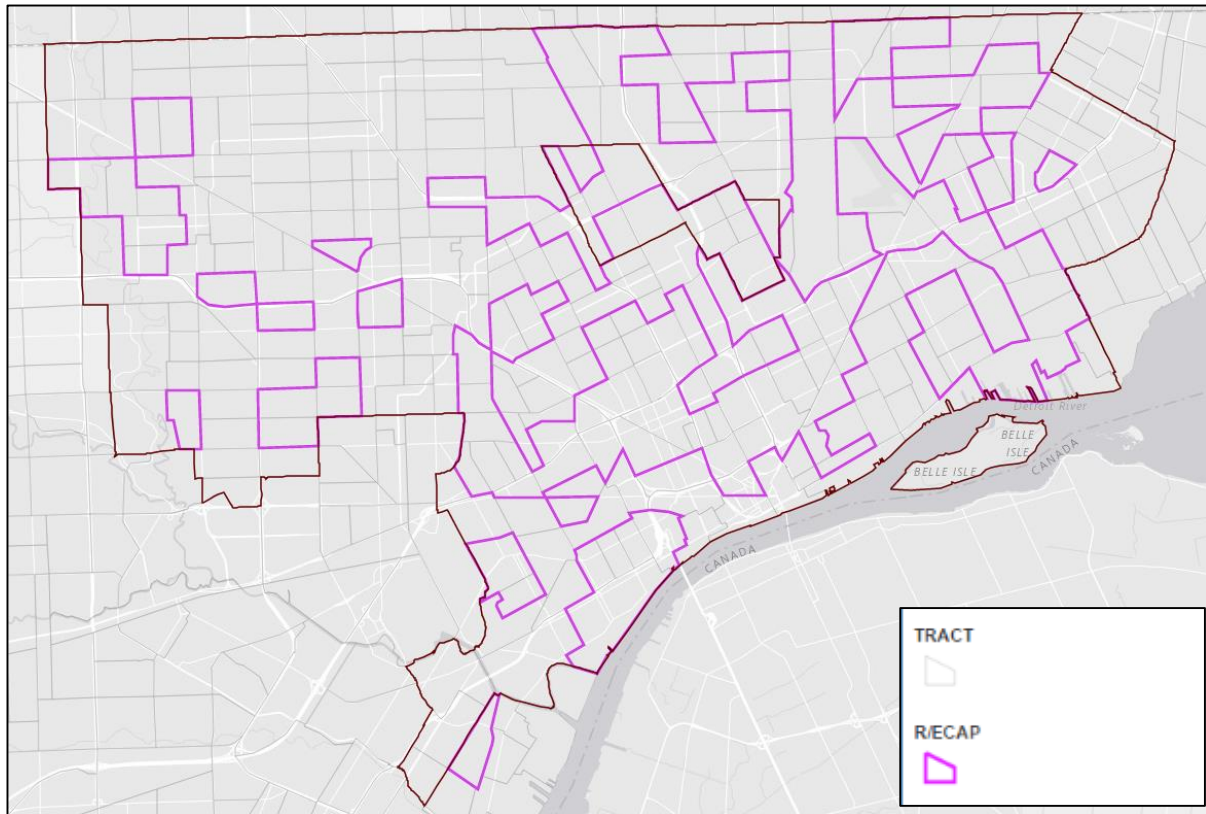 Detroit River
BELLE
ISLE
BELLE ISLE
CANADA
CANADA
TRACT
R/ECAP